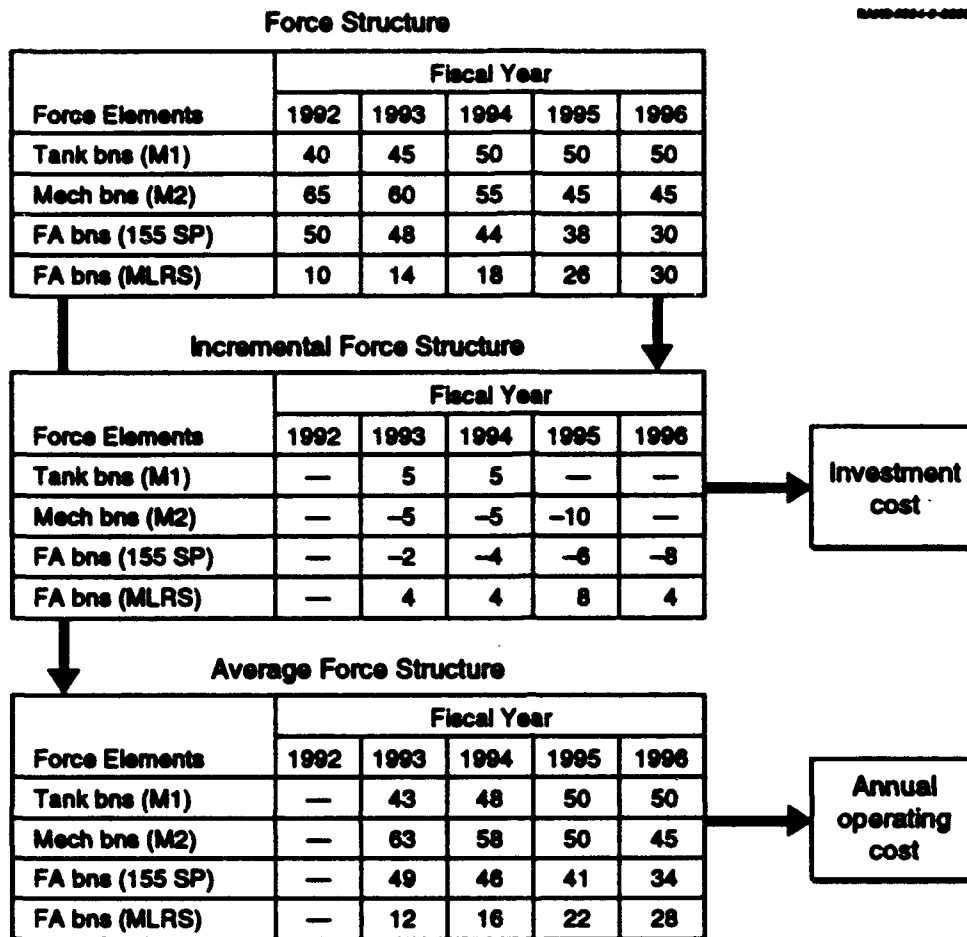 Force Structure
Fiscal Year
Force Elements 1992 1993 1994 1995 1996
Tank bns (M1) 40 45 50 50 50
Mech bns (M2) 65 60 55 45 45
FA bns (155 SP) 50 48 44 38 30
FA bns (MLRS) 10 14 18 26 30
Incremental Force Structure
Fiscal Year
Force Elements 1992 1993 1994 1995 1996
Tank bns (M1) — 5 5 — —
Mech bns (M2) — –5 –5 –10 —
FA bns (155 SP) — –2 –4 –6 –8
FA bns (MLRS) — 4 4 8 4
Investment
cost
Average Force Structure
Fiscal Year
Force Elements 1992 1993 1994 1995 1996
Tank bns (M1) — 43 48 50 50
Mech bns (M2) — 63 58 50 45
FA bns (155 SP) — 49 46 41 34
FA bns (MLRS) — 12 16 22 28
Annual
operating
cost